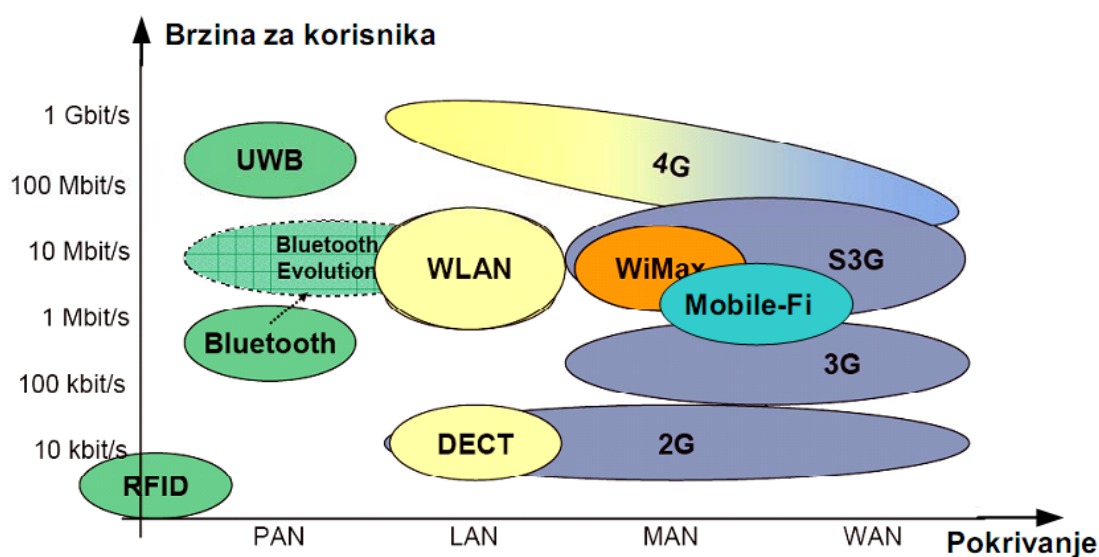 Brzina za korisnika
1 Gbit/s
UWB
4G
100 Mbit/s
10 Mbit/s
Bluetooth
Evolution
WLAN
WiMax
S3G
Mobile-Fi
1 Mbit/s
Bluetooth
3G
100 kbit/s
10 kbit/s
DECT
2G
RFID
PAN
LAN
MAN
WAN
Pokrivanje